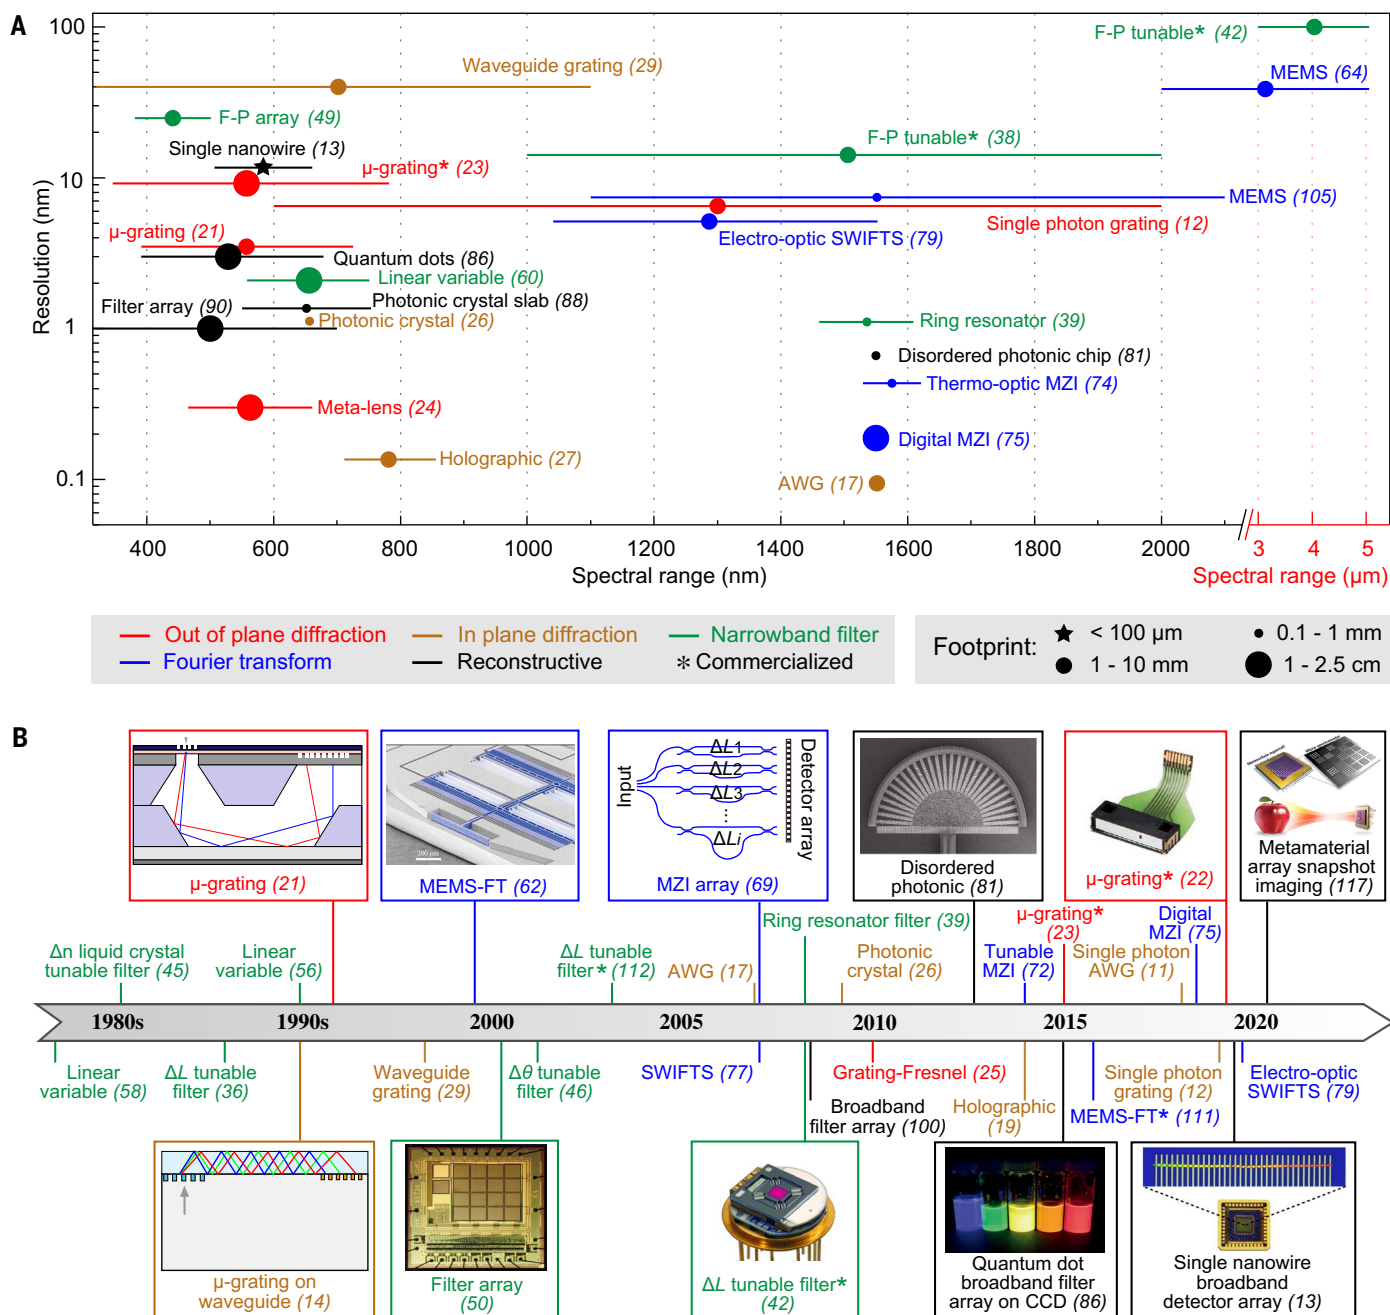 A
100
10
1
0.1
Resolution (nm)
F-P tunable* (42)
Waveguide grating (29)
MEMS (64)
F-P array (49)
F-P tunable* (38)
Single nanowire (13)
μ-grating* (23)
MEMS (105)
Single photon grating (12)
μ-grating (21)
Electro-optic SWIFTS (79)
Quantum dots (86)
Linear variable (60)
Filter array (90)
Photonic crystal slab (88)
Photonic crystal (26)
Ring resonator (39)
Disordered photonic chip (81)
Thermo-optic MZI (74)
Meta-lens (24)
Digital MZI (75)
Holographic (27)
AWG (17)
400 600 800 1000 1200 1400 1600 1800 2000 3 4 5
Spectral range (nm) Spectral range (μm)
Out of plane diffraction In plane diffraction Narrowband filter
Fourier transform Reconstructive *Commercialized
Footprint: < 100 μm 0.1 - 1 mm
1 - 10 mm 1 - 2.5 cm
B
μ-grating (21)
200 μm
MEMS-FT (62)
Input
ΔL1
ΔL2
ΔL3
⋮
ΔLi
Detector array
MZI array (69)
Disordered
photonic (81)
μ-grating* (22)
Metamaterial
array snapshot
imaging (117)
Δn liquid crystal
tunable filter (45)
Linear
variable (56)
ΔL tunable
filter* (112)
AWG (17)
Ring resonator filter (39)
Photonic
crystal (26)
Tunable
MZI (72)
μ-grating*
(23)
Single photon
AWG (11)
Digital
MZI (75)
1980s 1990s 2000 2005 2010 2015 2020
Linear
variable (58)
ΔL tunable
filter (36)
Waveguide
grating (29)
Δθ tunable
filter (46)
SWIFTS (77)
Grating-Fresnel (25)
Broadband
filter array (100)
Holographic
(19)
MEMS-FT* (111)
Single photon
grating (12)
Electro-optic
SWIFTS (79)
μ-grating on
waveguide (14)
Filter array
(50)
ΔL tunable filter*
(42)
Quantum dot
broadband filter
array on CCD (86)
Single nanowire
broadband
detector array (13)